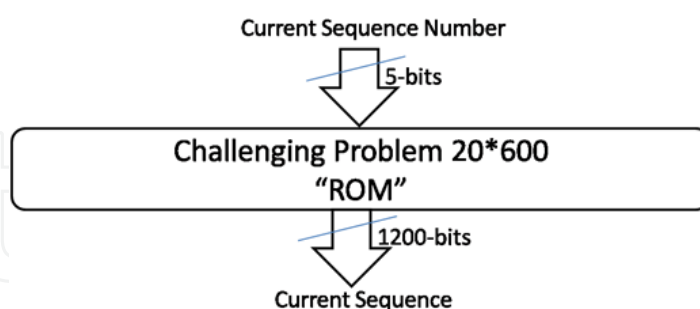 Current Sequence Number
5-bits
Challenging Problem 20*600
“ROM”
1200-bits
Current Sequence